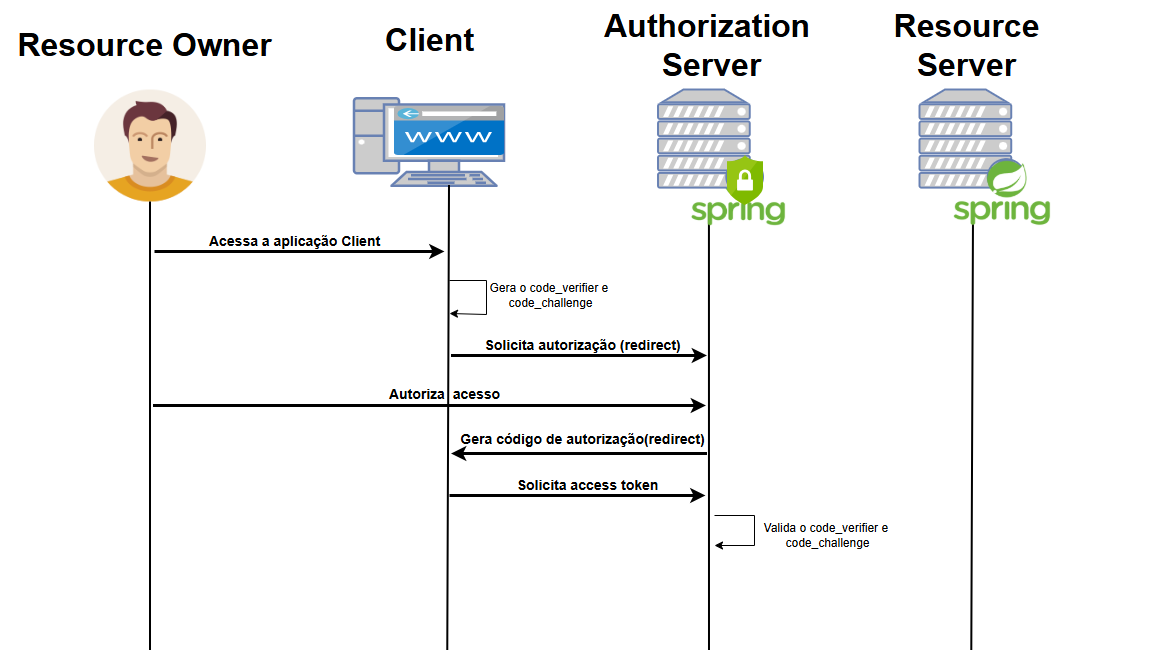 Resource Owner
Client
Authorization
Server
Resource
Server
WWW
spring
spring
Acessa a aplicação Client
Gera o code_verifier e
code_challenge
Solicita autorização (redirect)
Autoriza acesso
Gera código de autorização(redirect)
Solicita access token
Valida o code_verifier e
code_challenge